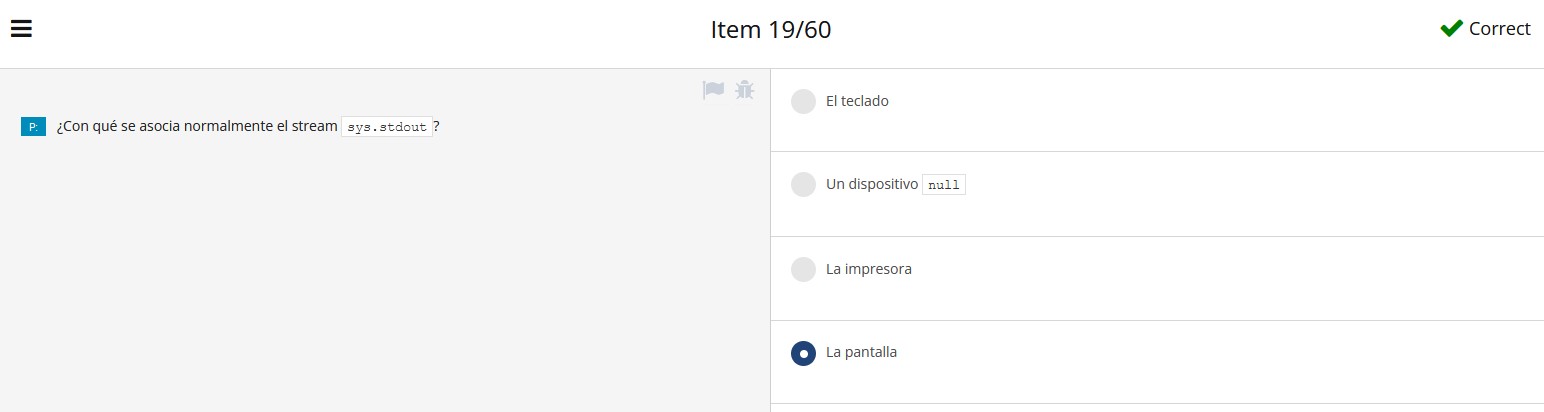 Item 19/60
Correct
P: ¿Con qué se asocia normalmente el stream sys.stdout?
El teclado
Un dispositivo null
La impresora
La pantalla